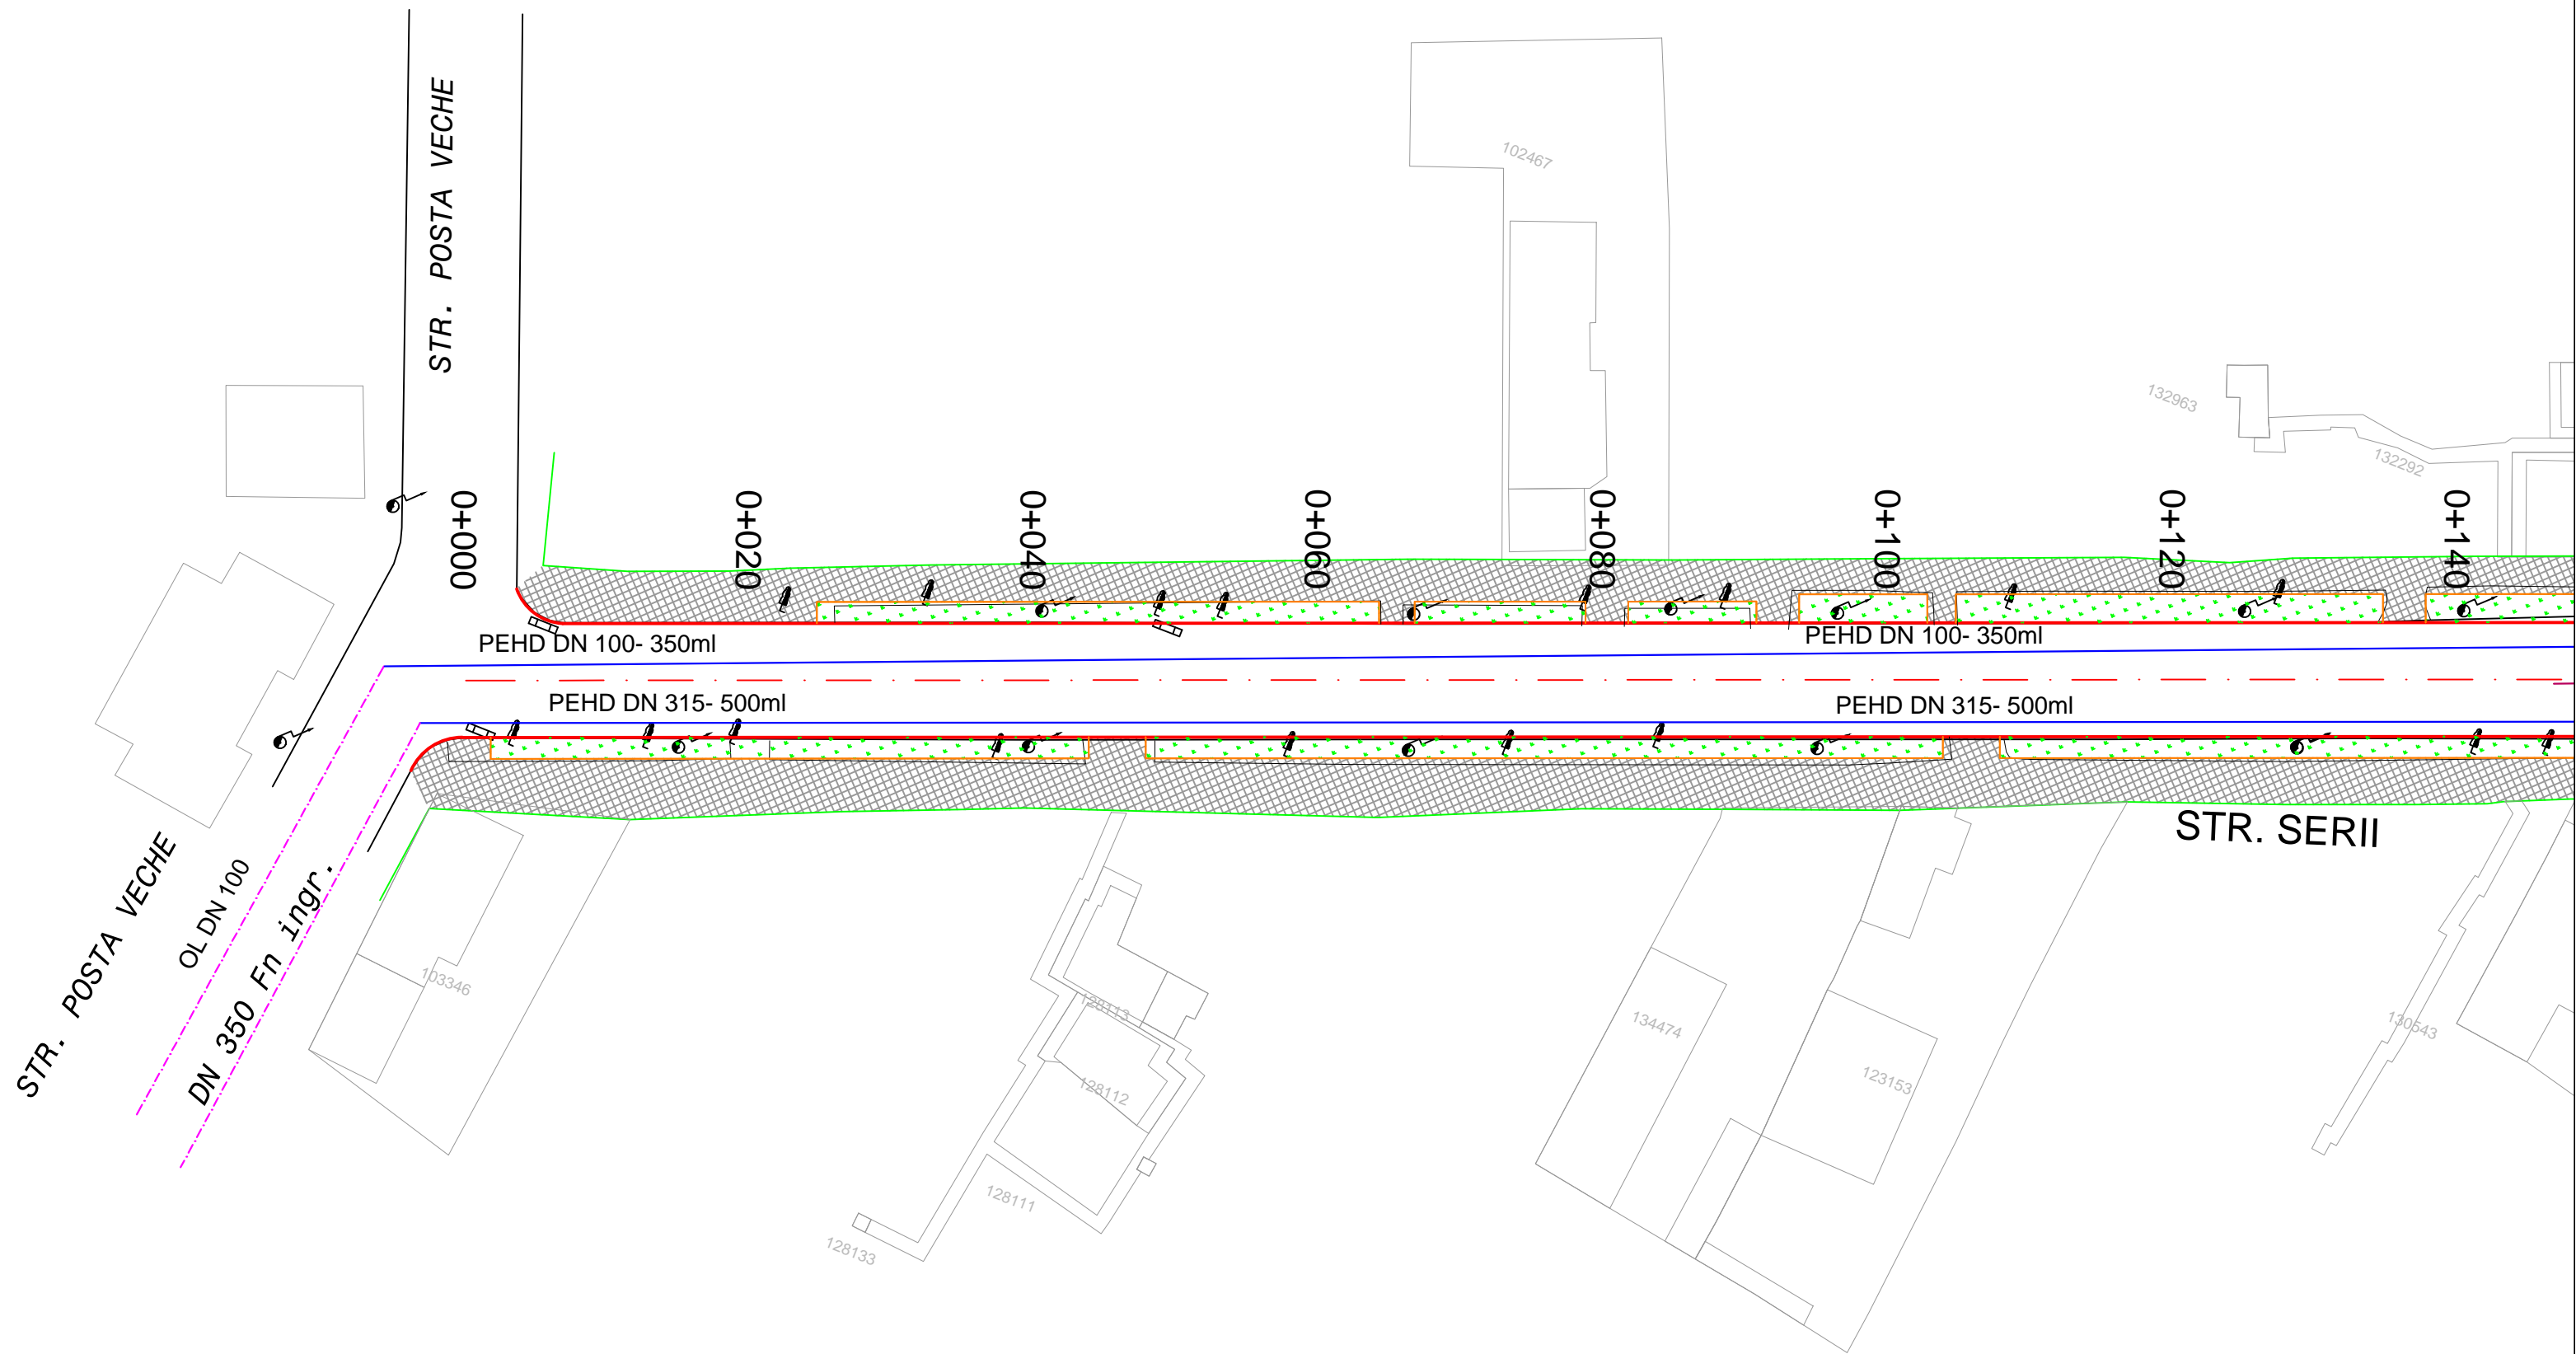 STR. POSTA VECHE
102467
132963
132292
0+000
0+020
0+040
0+060
0+080
0+100
0+120
0+140
PEHD DN 100- 350ml
PEHD DN 100- 350ml
PEHD DN 315- 500ml
PEHD DN 315- 500ml
STR. SERII
STR. POSTA VECHE
OL DN 100
DN 350 Fn ingr.
103346
128113
128112
128111
128133
134474
123153
130543